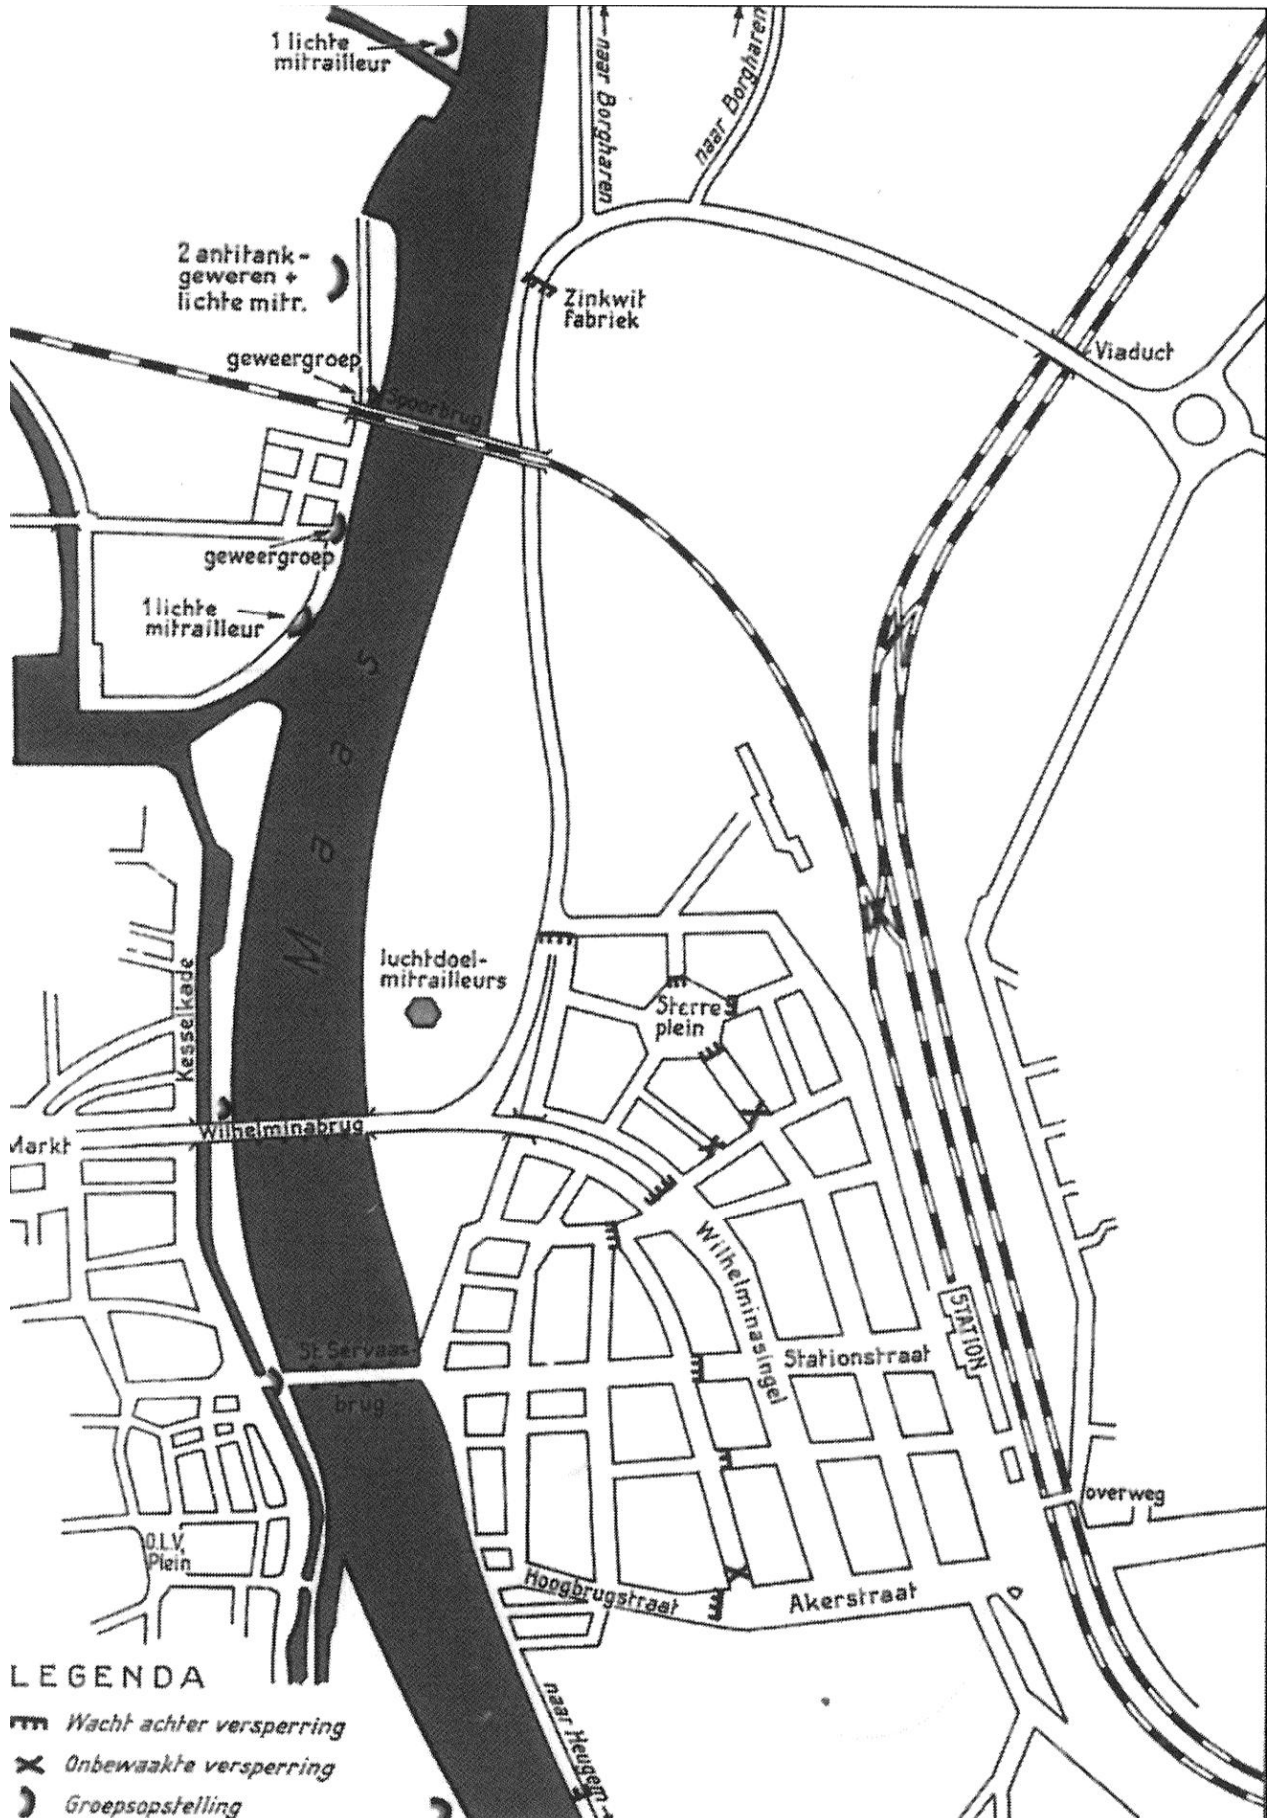 1 lichte
mitrailleur
naar Borgharen
naar Borgharen
2 antitank-
geweren +
lichte mitr.
Zinkwit
Fabriek
geweergroep
Viaduct
Spoorbrug
geweergroep
1 lichte
mitrailleur
Maas
luchtdoel-
mitrailleurs
Kesselkade
Sterre
plein
Wilhelminabrug
Markt
Wilhelminasingel
STATION
St. Servaas-
brug
Stationstraat
overweg
O.L.V.
Plein
Hoogbrugstraat
Akerstraat
naar Heugem
LEGENDA
Wacht achter versperring
Onbewaakte versperring
Groepsopstelling